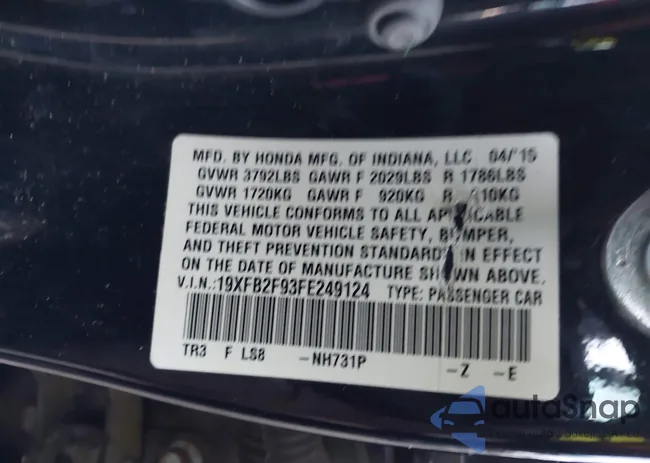 MFD. BY HONDA MFG. OF INDIANA, LLC 04/'15
GVWR 3792LBS GAWR F 2029LBS R 1786LBS
GVWR 1720KG GAWR F 920KG R 10KG
THIS VEHICLE CONFORMS TO ALL APPLICABLE
FEDERAL MOTOR VEHICLE SAFETY, BUMPER,
AND THEFT PREVENTION STANDARDS IN EFFECT
ON THE DATE OF MANUFACTURE SHOWN ABOVE.
V.I.N.:19XFB2F93FE249124 TYPE: PASSENGER CAR
TR3 F LS8 -NH731P -Z -E
autoSnap